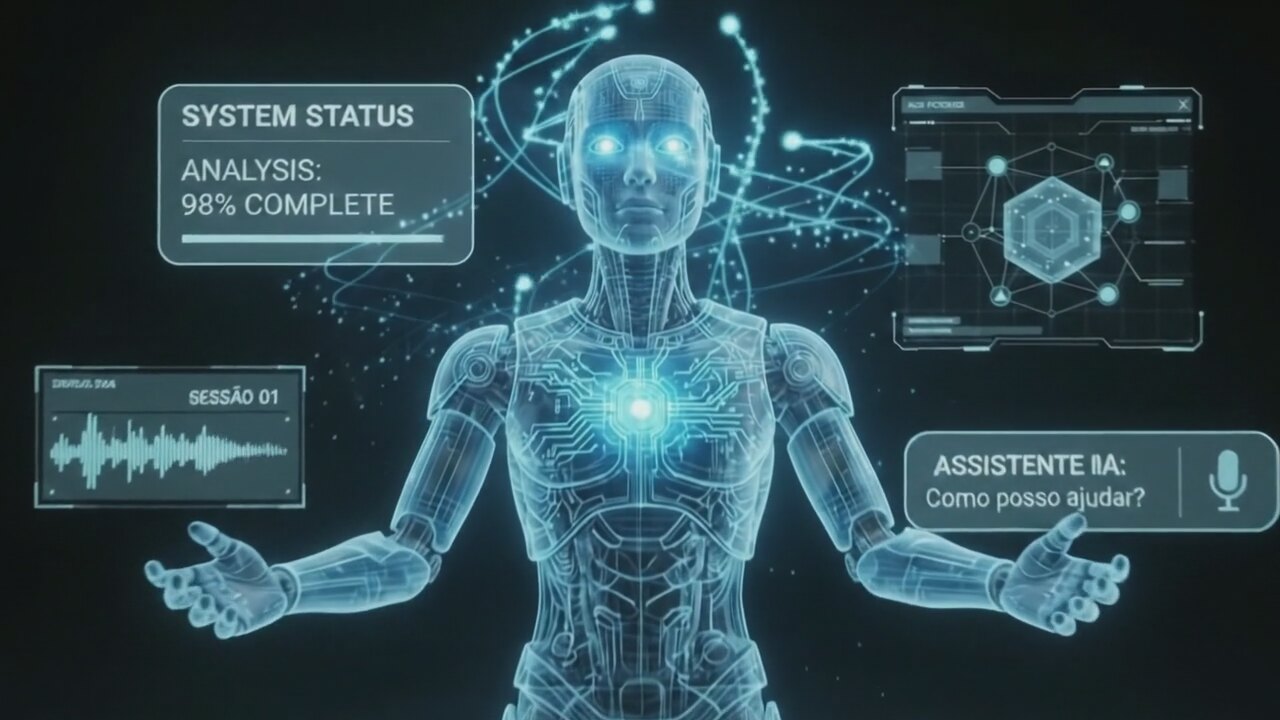 SYSTEM STATUS
ANALYSIS:
98% COMPLETE
SESSÃO 01
ASSISTENTE IIA:
Como posso ajudar?